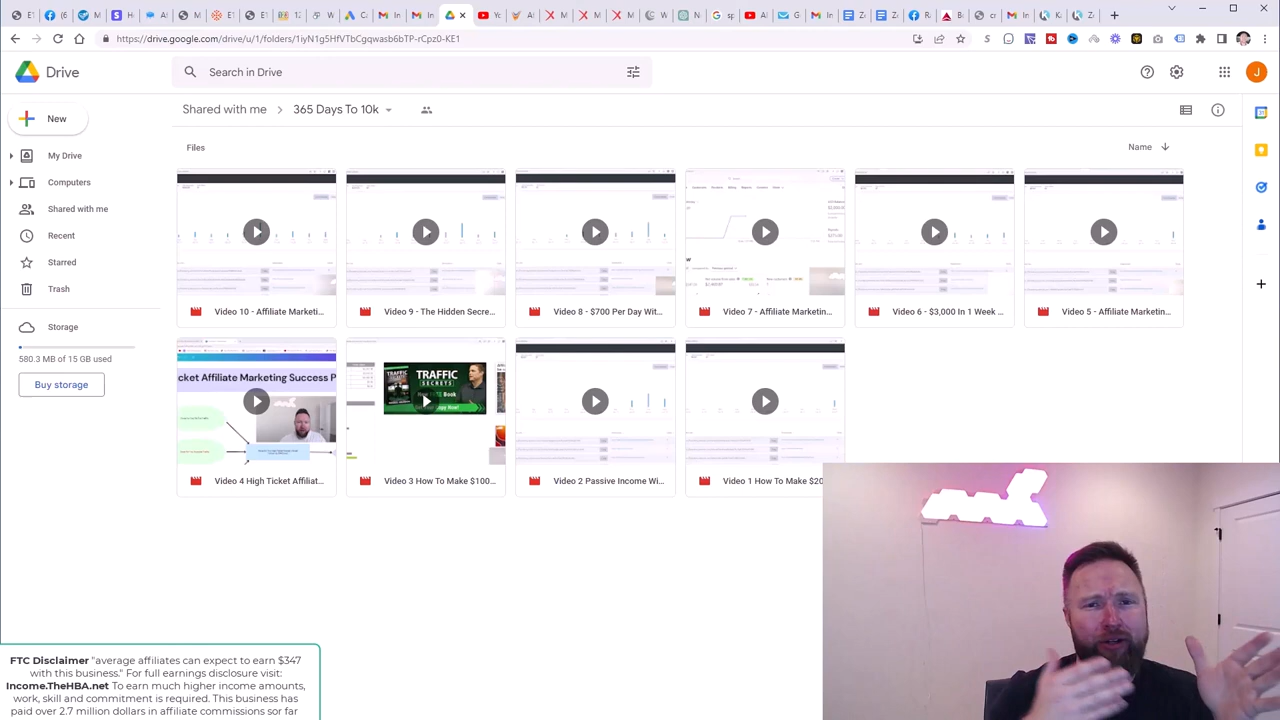 https://drive.google.com/drive/u/1/folders/1iyN1g5HfVTbCgqwasb6bTP-rCpz0-KE1
Drive
Search in Drive
J
New
My Drive
Computers
Shared with me
Recent
Starred
Trash
Storage
580.3 MB of 15 GB used
Buy storage
Shared with me > 365 Days To 10k
Files
Name
Video 10 - Affiliate Marketi...
Video 9 - The Hidden Secre...
Video 8 - $700 Per Day Wit...
Video 7 - Affiliate Marketin...
Video 6 - $3,000 In 1 Week ...
Video 5 - Affiliate Marketin...
icket Affiliate Marketing Success P
TRAFFIC
SECRETS
Video 4 High Ticket Affiliat...
Video 3 How To Make $100...
Video 2 Passive Income Wi...
Video 1 How To Make $20
FTC Disclaimer "average affiliates can expect to earn $347
with this business." For full earnings disclosure visit:
Income.TheHBA.net To earn much higher income amounts,
work, skill and commitment is required. This business has
paid over 2.7 million dollars in affiliate commissions sor far